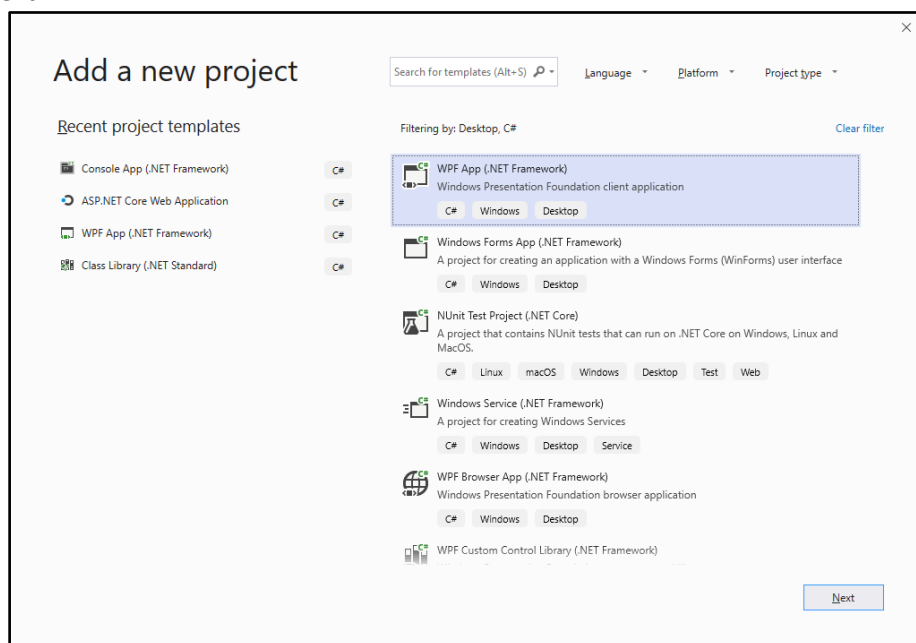 Add a new project
Search for templates (Alt+S)
Language
Platform
Project type
Recent project templates
Filtering by: Desktop, C#
Clear filter
Console App (.NET Framework)
C#
ASP.NET Core Web Application
C#
WPF App (.NET Framework)
C#
Class Library (.NET Standard)
C#
WPF App (.NET Framework)
Windows Presentation Foundation client application
C# Windows Desktop
Windows Forms App (.NET Framework)
A project for creating an application with a Windows Forms (WinForms) user interface
C# Windows Desktop
NUnit Test Project (.NET Core)
A project that contains NUnit tests that can run on .NET Core on Windows, Linux and
MacOS.
C# Linux macOS Windows Desktop Test Web
Windows Service (.NET Framework)
A project for creating Windows Services
C# Windows Desktop Service
WPF Browser App (.NET Framework)
Windows Presentation Foundation browser application
C# Windows Desktop
WPF Custom Control Library (.NET Framework)
Next